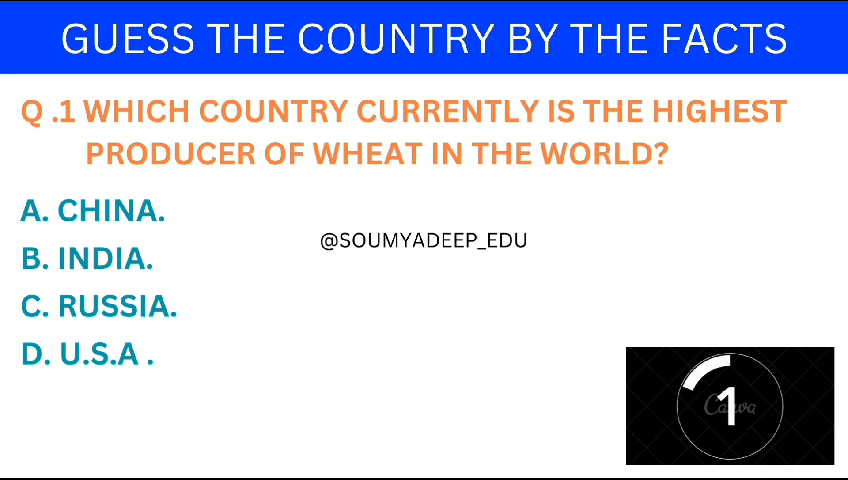 GUESS THE COUNTRY BY THE FACTS
Q .1 WHICH COUNTRY CURRENTLY IS THE HIGHEST
PRODUCER OF WHEAT IN THE WORLD?
A. CHINA.
@SOUMYADEEP_EDU
B. INDIA.
C. RUSSIA.
D. U.S.A .
1
Canva